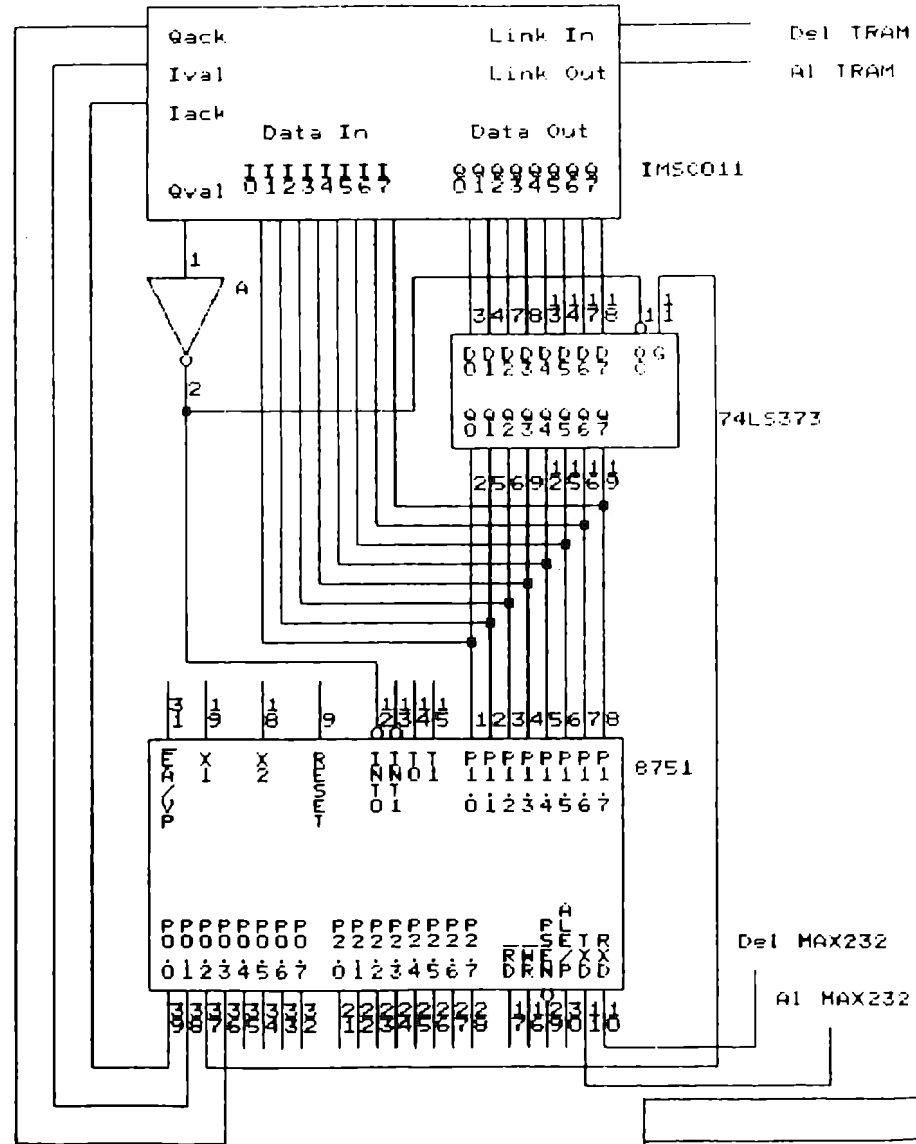 Qack Link In Del TRAM
Ival Link Out Al TRAM
Iack
Data In Data Out
IMSC011
I0 I1 I2 I3 I4 I5 I6 I7 Q0 Q1 Q2 Q3 Q4 Q5 Q6 Q7
Qval
1 A
3 4 7 8 13 14 17 18 1 11
D0 D1 D2 D3 D4 D5 D6 D7 OC G
2
Q0 Q1 Q2 Q3 Q4 Q5 Q6 Q7
74LS373
2 5 6 9 12 15 16 19
31 19 18 9 12 13 14 15 1 2 3 4 5 6 7 8
EA/VP X1 X2 RESET INT0 INT1 T0 T1 P1.0 P1.1 P1.2 P1.3 P1.4 P1.5 P1.6 P1.7
8751
P0.0 P0.1 P0.2 P0.3 P0.4 P0.5 P0.6 P0.7 P2.0 P2.1 P2.2 P2.3 P2.4 P2.5 P2.6 P2.7 RD WR PSEN ALE/P TXD RXD
Del MAX232
Al MAX232
39 38 37 36 35 34 33 32 21 22 23 24 25 26 27 28 17 16 29 30 11 10